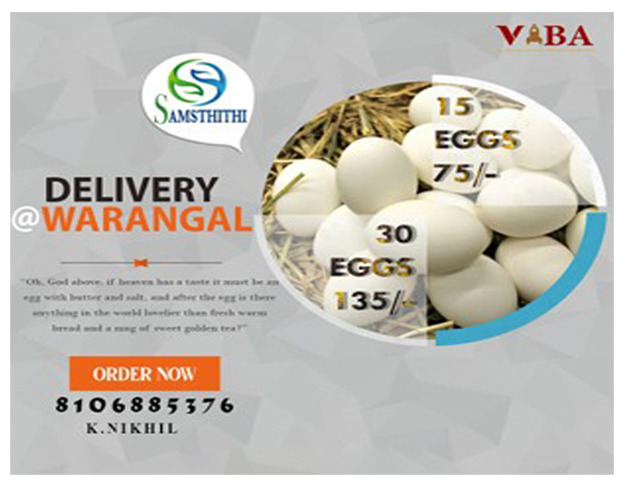 VABA
SAMSTHITHI
15
EGGS
75/-
DELIVERY
@WARANGAL
30
EGGS
135/-
"Oh, God above, if heaven has a taste it must be an
egg with butter and salt, and after the egg is there
anything in the world lovelier than fresh warm
bread and a mug of sweet golden tea?"
ORDER NOW
8106885376
K.NIKHIL